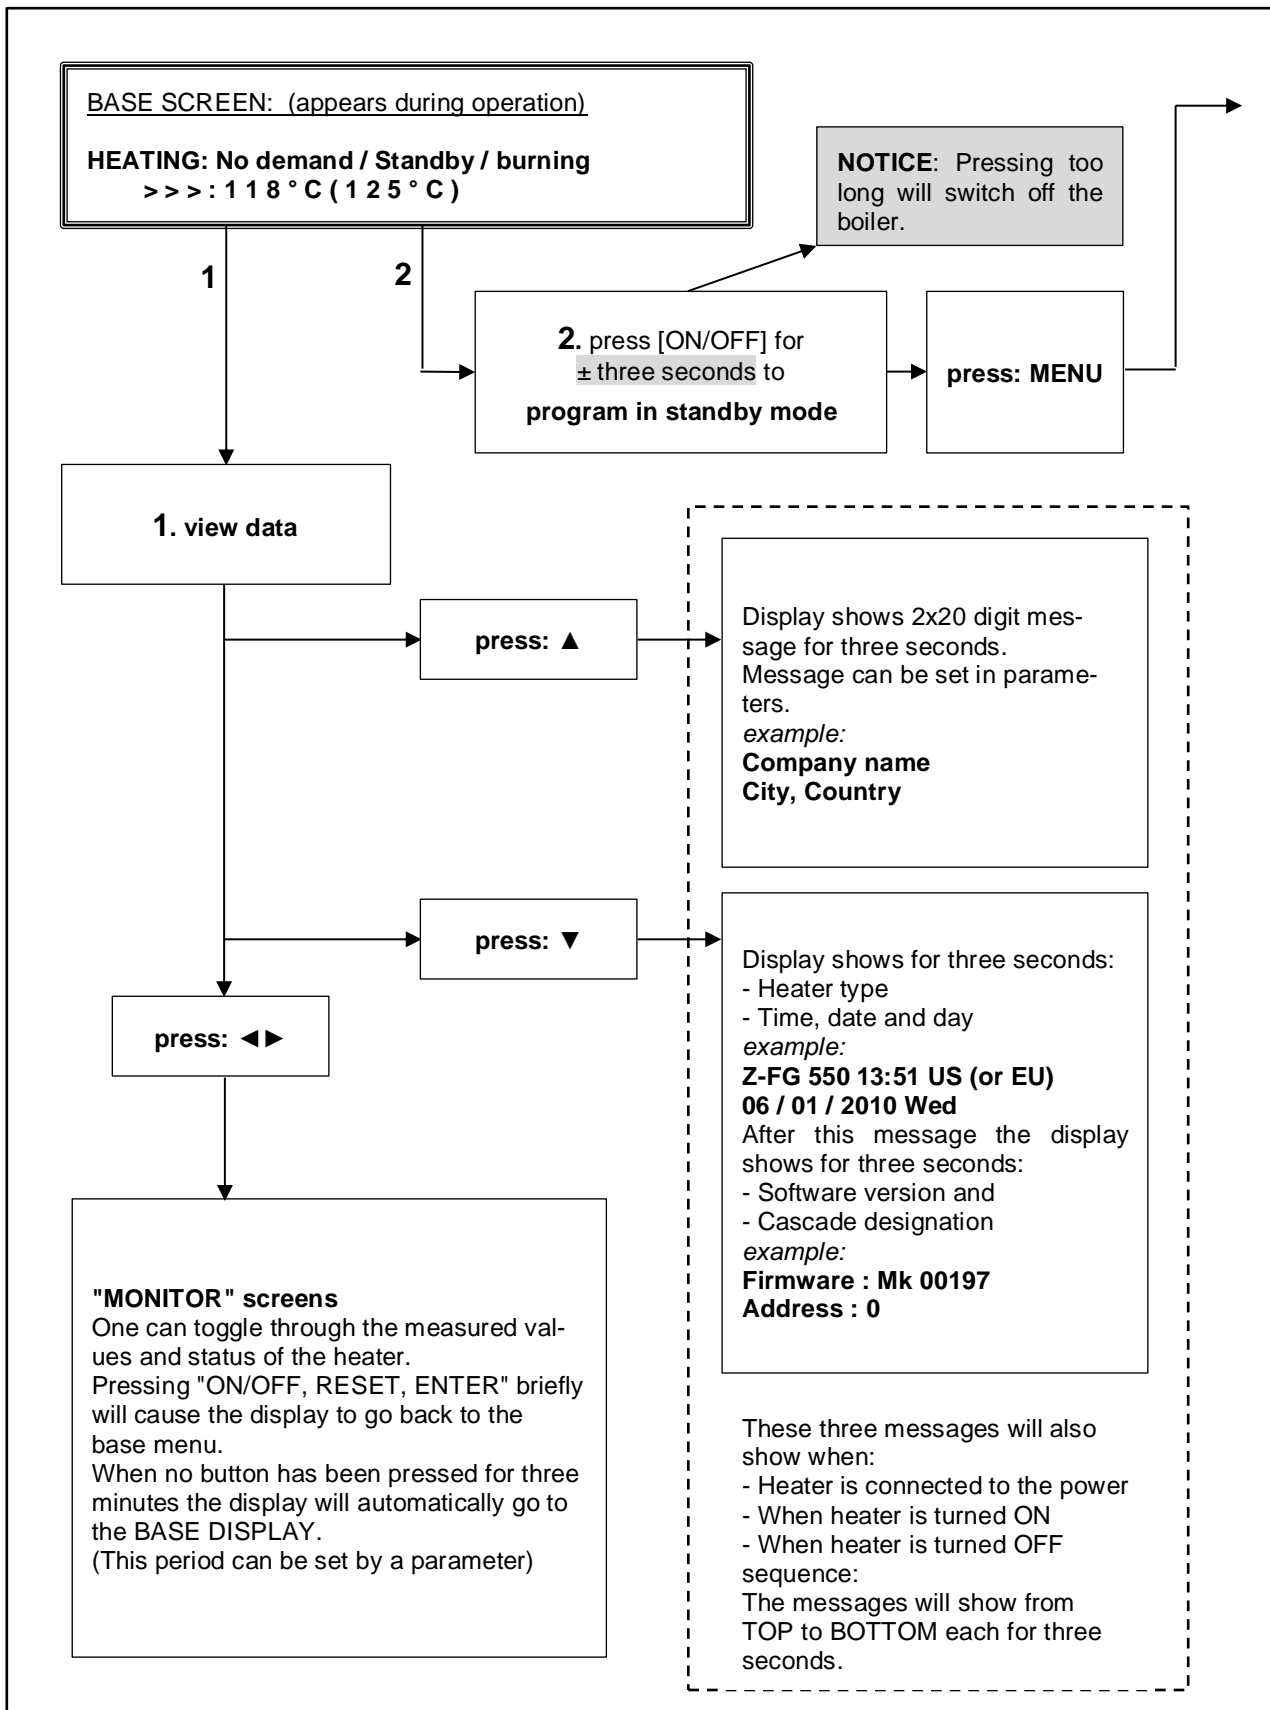 BASE SCREEN: (appears during operation)
HEATING: No demand / Standby / burning
> > > : 1 1 8 ° C ( 1 2 5 ° C )
NOTICE: Pressing too
long will switch off the
boiler.
1
2
2. press [ON/OFF] for
± three seconds to
program in standby mode
press: MENU
1. view data
press: ▲
Display shows 2x20 digit mes-
sage for three seconds.
Message can be set in parame-
ters.
example:
Company name
City, Country
press: ▼
Display shows for three seconds:
- Heater type
- Time, date and day
example:
Z-FG 550 13:51 US (or EU)
06 / 01 / 2010 Wed
After this message the display
shows for three seconds:
- Software version and
- Cascade designation
example:
Firmware : Mk 00197
Address : 0
press: ◄►
"MONITOR" screens
One can toggle through the measured val-
ues and status of the heater.
Pressing "ON/OFF, RESET, ENTER" briefly
will cause the display to go back to the
base menu.
When no button has been pressed for three
minutes the display will automatically go to
the BASE DISPLAY.
(This period can be set by a parameter)
These three messages will also
show when:
- Heater is connected to the power
- When heater is turned ON
- When heater is turned OFF
sequence:
The messages will show from
TOP to BOTTOM each for three
seconds.